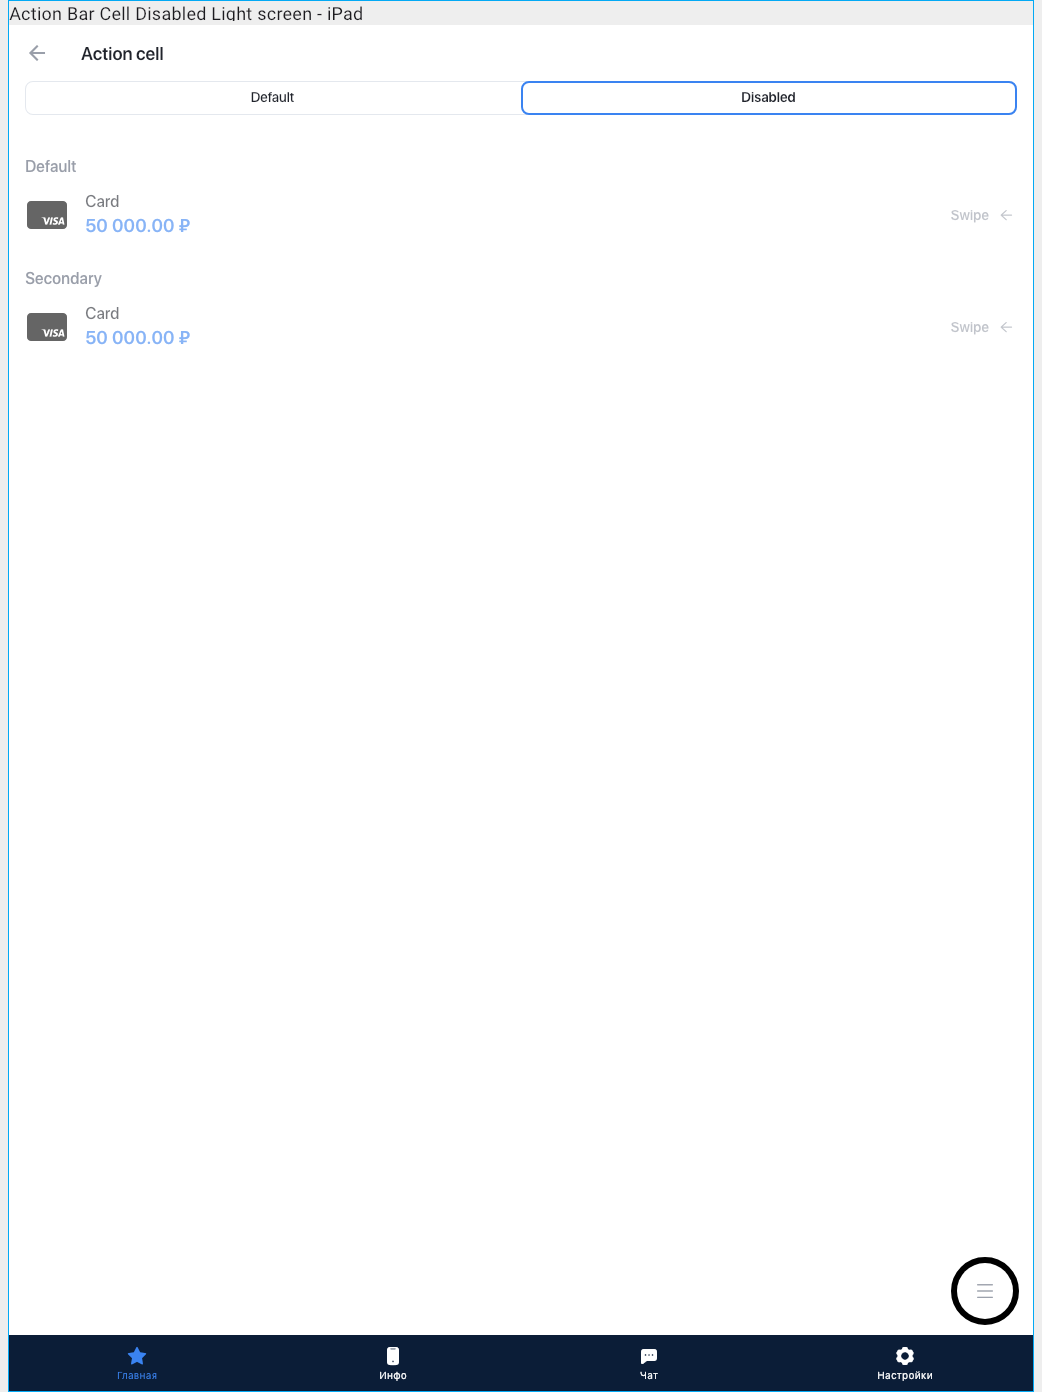 Action Bar Cell Disabled Light screen - iPad
Action cell
Default
Disabled
Default
VISA
Card
50 000.00 ₽
Swipe
Secondary
VISA
Card
50 000.00 ₽
Swipe
Главная
Инфо
Чат
Настройки